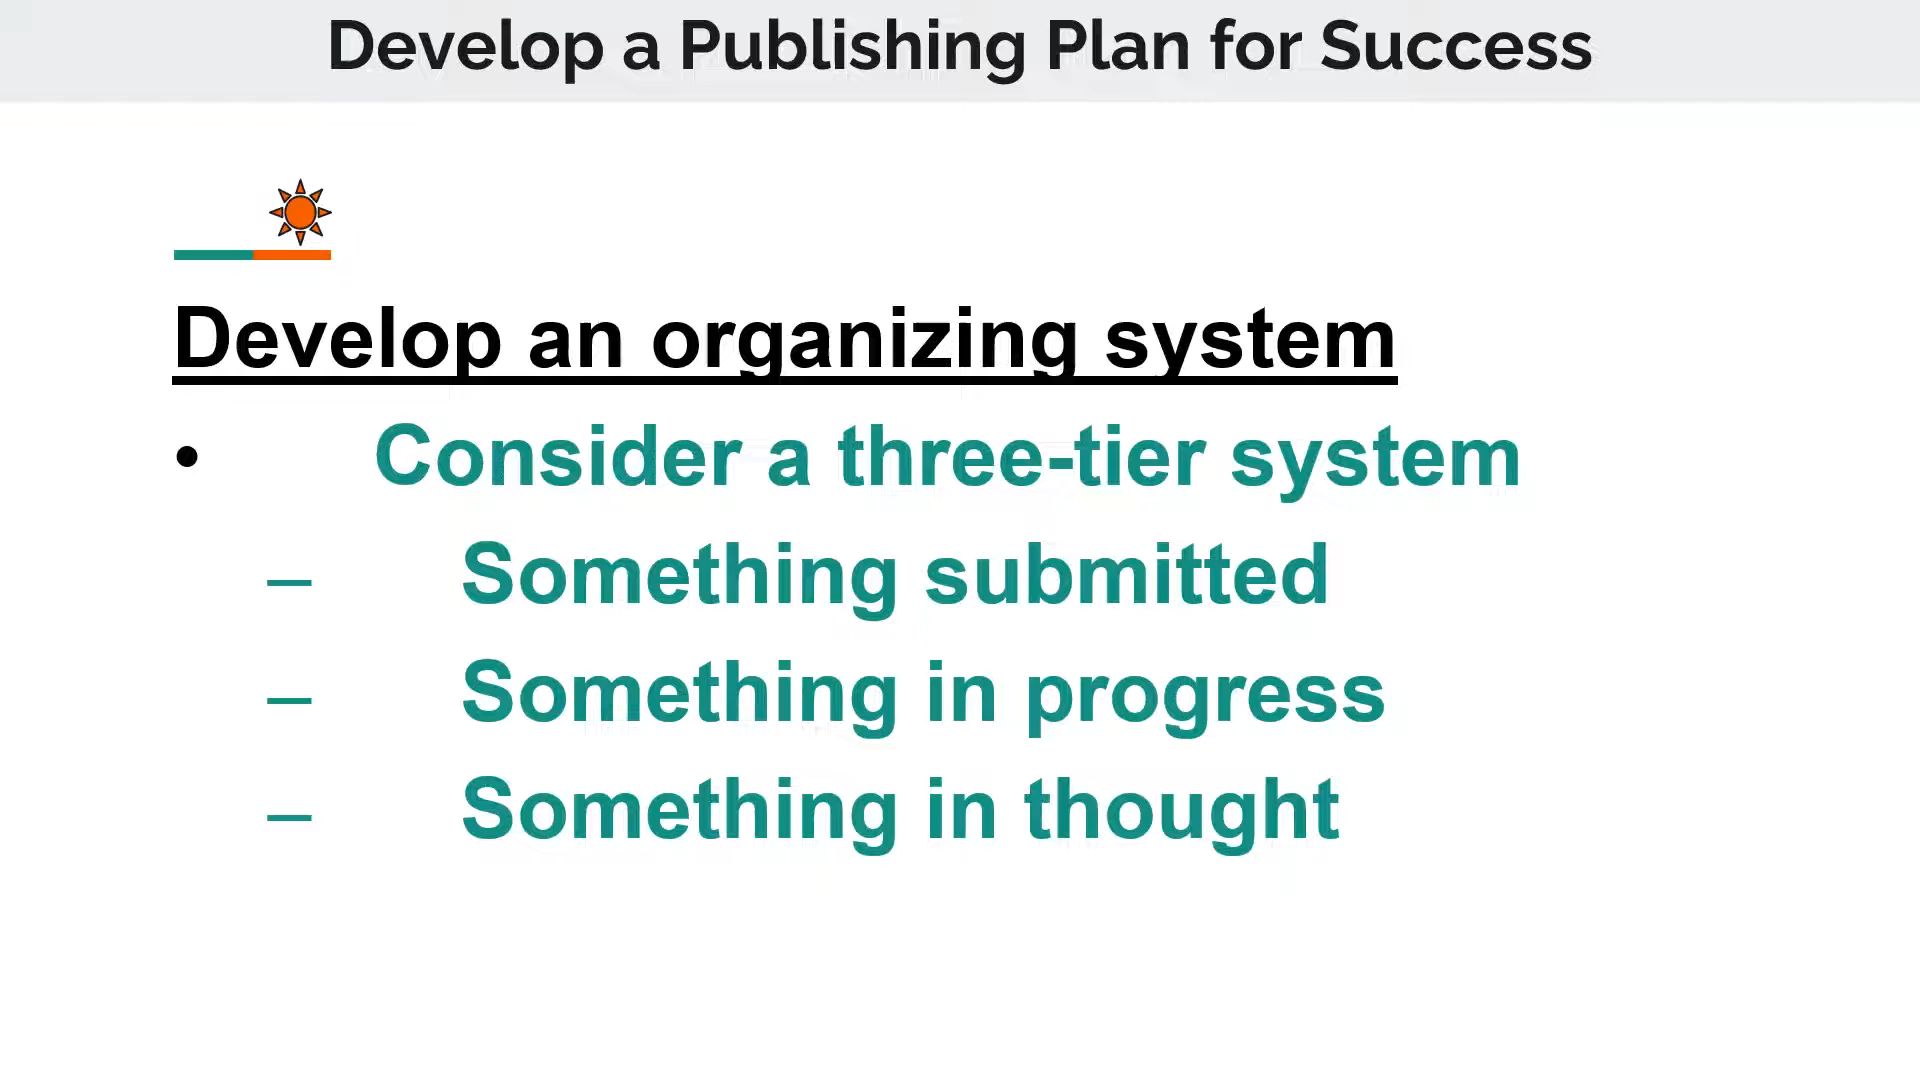 Develop a Publishing Plan for Success
Develop an organizing system
• Consider a three-tier system
– Something submitted
– Something in progress
– Something in thought